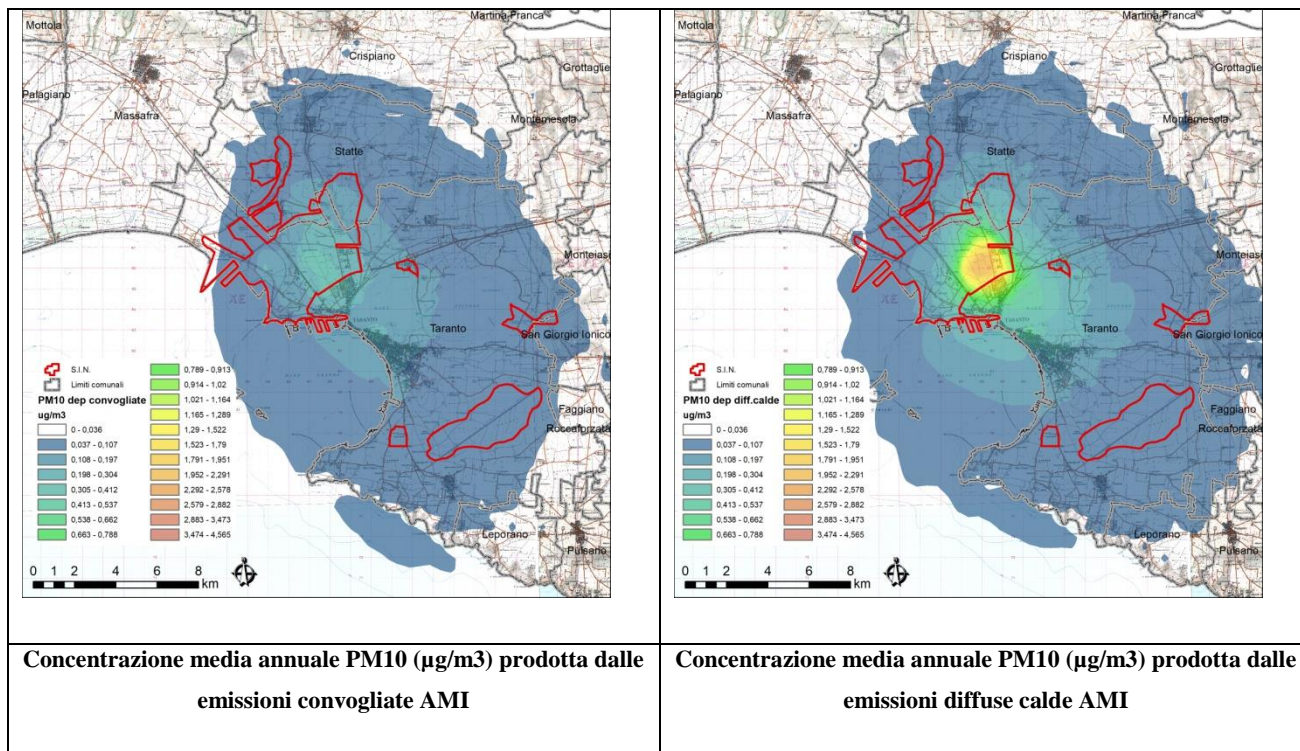 Martina-Franca
Mottola
Crispiano
Grottaglie
Palagiano
Massafra
Montemesola
Statte
Monteiasi
Taranto
San Giorgio Ionico
Faggiano
Roccaforzata
Leporano
Pulsano
S.I.N.
Limiti comunali
PM10 dep convogliate
ug/m3
0 - 0,036
0,037 - 0,107
0,108 - 0,197
0,198 - 0,304
0,305 - 0,412
0,413 - 0,537
0,538 - 0,662
0,663 - 0,788
0,789 - 0,913
0,914 - 1,02
1,021 - 1,164
1,165 - 1,289
1,29 - 1,522
1,523 - 1,79
1,791 - 1,951
1,952 - 2,291
2,292 - 2,578
2,579 - 2,882
2,883 - 3,473
3,474 - 4,565
0 1 2 4 6 8
km
Concentrazione media annuale PM10 (µg/m3) prodotta dalle
emissioni convogliate AMI
Martina-Franca
Mottola
Crispiano
Grottaglie
Palagiano
Massafra
Montemesola
Statte
Monteiasi
Taranto
San Giorgio Ionico
Faggiano
Roccaforzata
Leporano
Pulsano
S.I.N.
Limiti comunali
PM10 dep diff.calde
ug/m3
0 - 0,036
0,037 - 0,107
0,108 - 0,197
0,198 - 0,304
0,305 - 0,412
0,413 - 0,537
0,538 - 0,662
0,663 - 0,788
0,789 - 0,913
0,914 - 1,02
1,021 - 1,164
1,165 - 1,289
1,29 - 1,522
1,523 - 1,79
1,791 - 1,951
1,952 - 2,291
2,292 - 2,578
2,579 - 2,882
2,883 - 3,473
3,474 - 4,565
0 1 2 4 6 8
km
Concentrazione media annuale PM10 (µg/m3) prodotta dalle
emissioni diffuse calde AMI